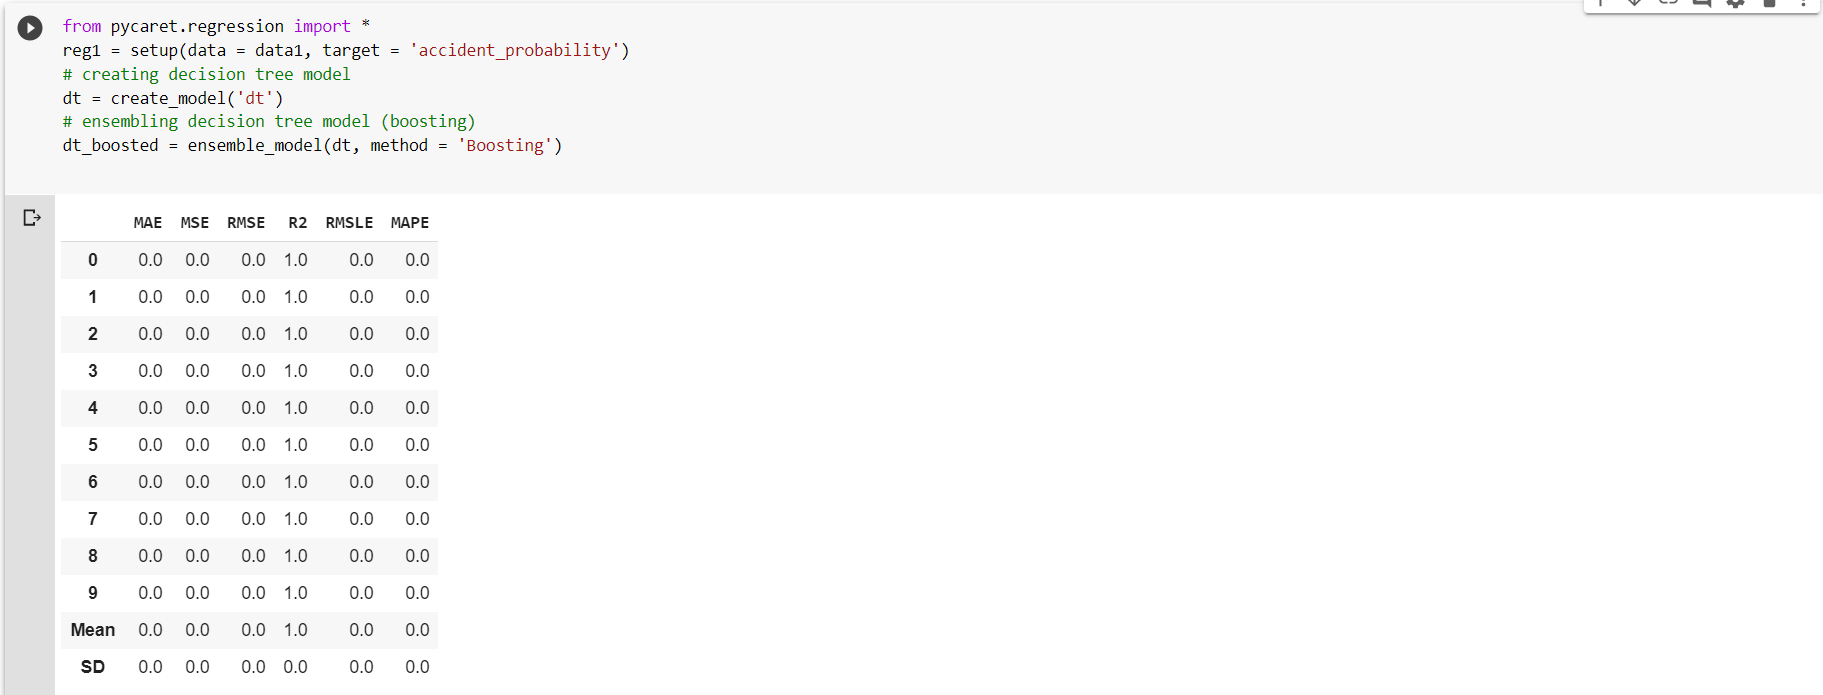 from pycaret.regression import *
reg1 = setup(data = data1, target = 'accident_probability')
# creating decision tree model
dt = create_model('dt')
# ensembling decision tree model (boosting)
dt_boosted = ensemble_model(dt, method = 'Boosting')
MAE MSE RMSE R2 RMSLE MAPE
0 0.0 0.0 0.0 1.0 0.0 0.0
1 0.0 0.0 0.0 1.0 0.0 0.0
2 0.0 0.0 0.0 1.0 0.0 0.0
3 0.0 0.0 0.0 1.0 0.0 0.0
4 0.0 0.0 0.0 1.0 0.0 0.0
5 0.0 0.0 0.0 1.0 0.0 0.0
6 0.0 0.0 0.0 1.0 0.0 0.0
7 0.0 0.0 0.0 1.0 0.0 0.0
8 0.0 0.0 0.0 1.0 0.0 0.0
9 0.0 0.0 0.0 1.0 0.0 0.0
Mean 0.0 0.0 0.0 1.0 0.0 0.0
SD 0.0 0.0 0.0 0.0 0.0 0.0